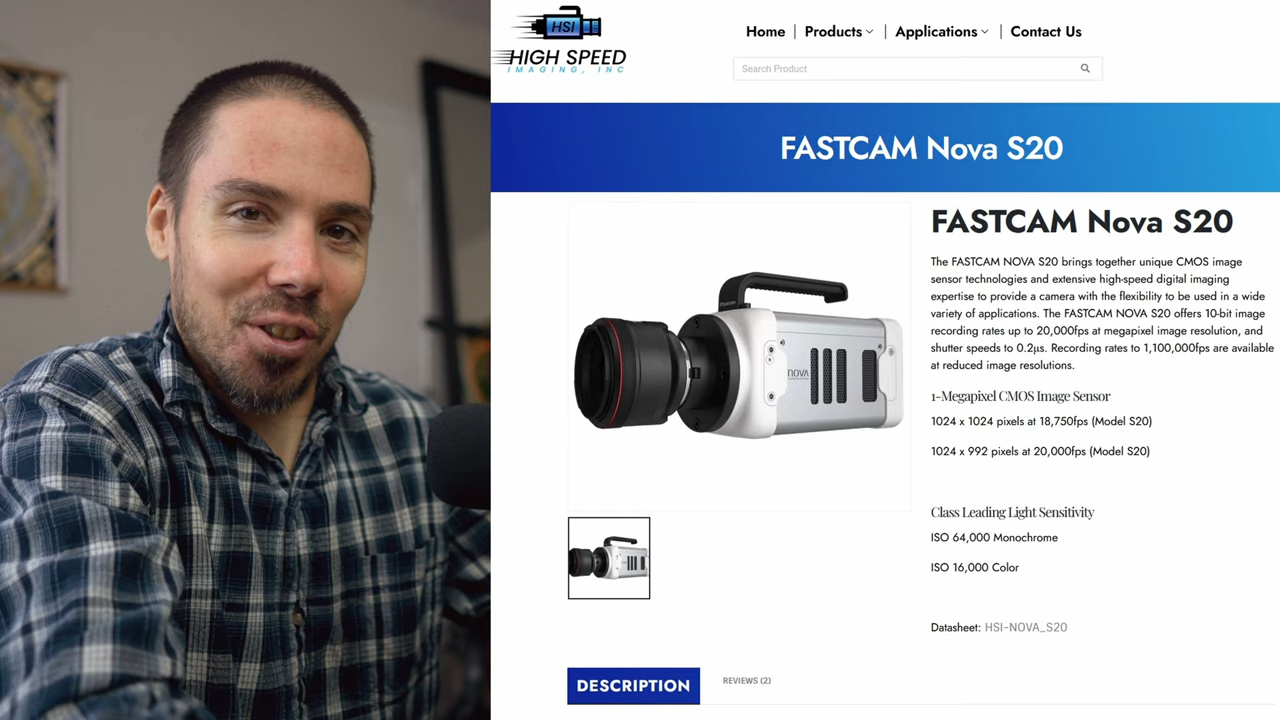 HSI
HIGH SPEED
IMAGING, INC
Home | Products | Applications | Contact Us
Search Product
FASTCAM Nova S20
FASTCAM Nova S20
The FASTCAM NOVA S20 brings together unique CMOS image
sensor technologies and extensive high-speed digital imaging
expertise to provide a camera with the flexibility to be used in a wide
variety of applications. The FASTCAM NOVA S20 offers 10-bit image
recording rates up to 20,000fps at megapixel image resolution, and
shutter speeds to 0.2µs. Recording rates to 1,100,000fps are available
at reduced image resolutions.
NOVA
1-Megapixel CMOS Image Sensor
1024 x 1024 pixels at 18,750fps (Model S20)
1024 x 992 pixels at 20,000fps (Model S20)
Class Leading Light Sensitivity
ISO 64,000 Monochrome
ISO 16,000 Color
Datasheet: HSI-NOVA_S20
DESCRIPTION
REVIEWS (2)